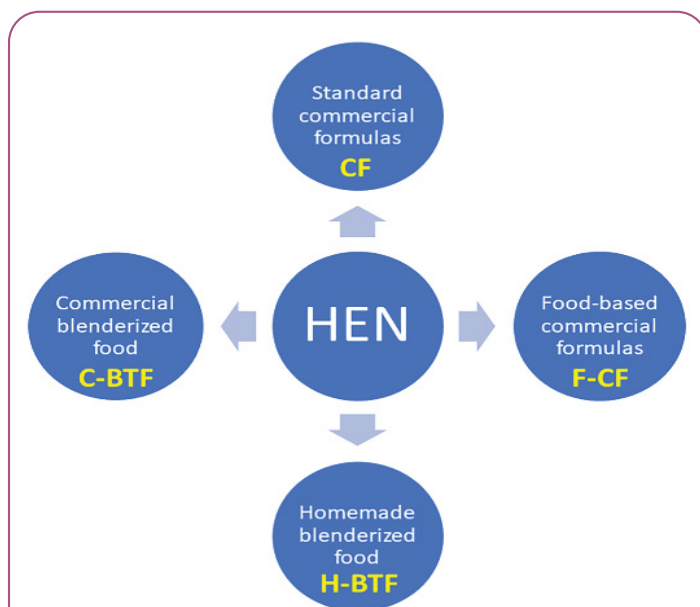 Standard
commercial
formulas
CF
Commercial
blenderized
food
C-BTF
HEN
Food-based
commercial
formulas
F-CF
Homemade
blenderized
food
H-BTF